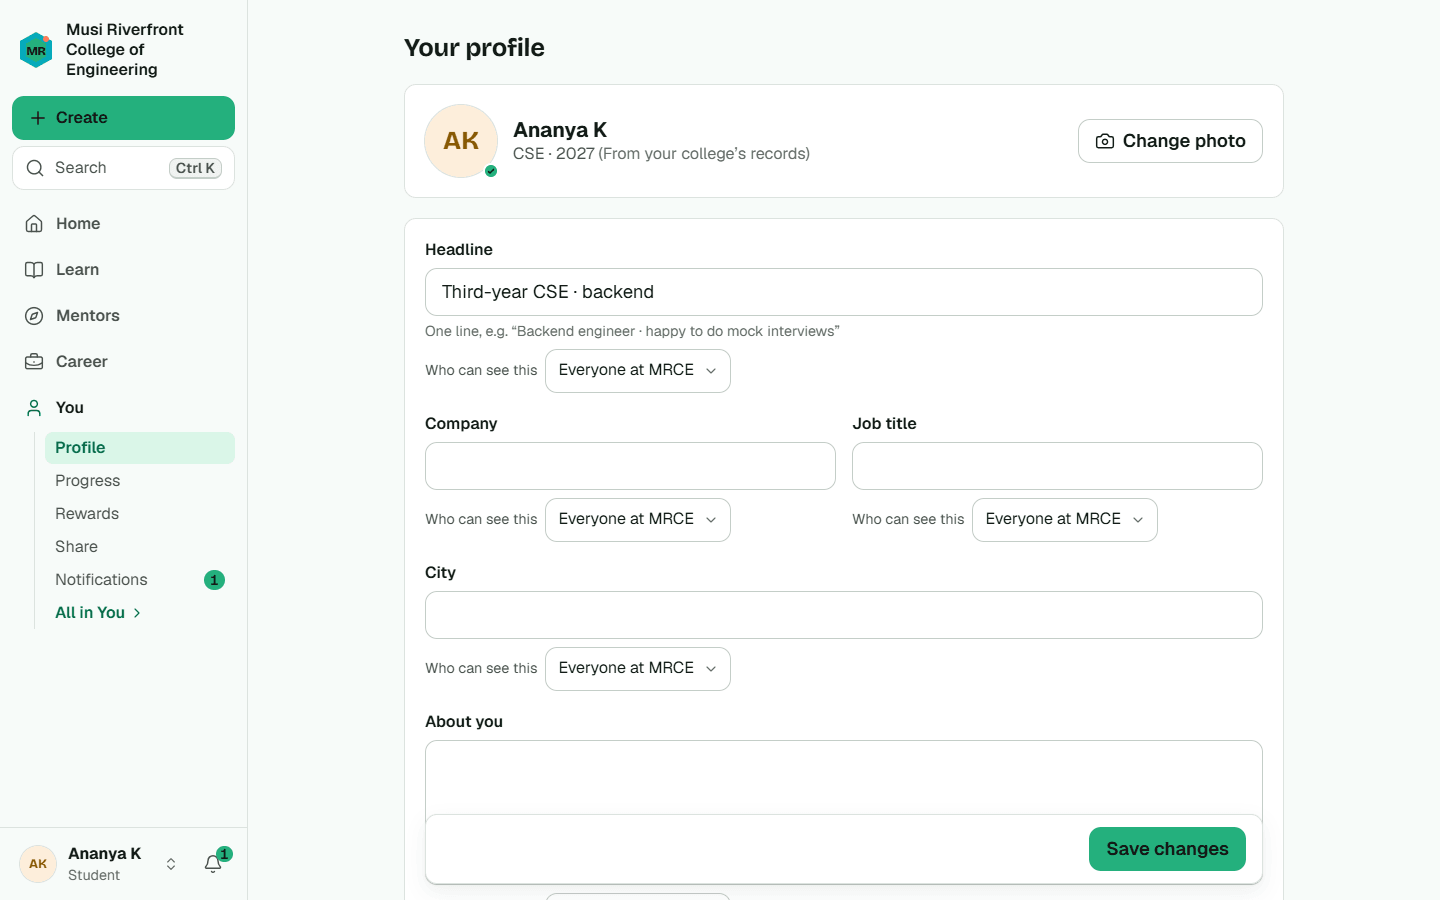 MR
Musi Riverfront
College of
Engineering
Create
Search
Ctrl K
Home
Learn
Mentors
Career
You
Profile
Progress
Rewards
Share
Notifications
1
All in You
AK
Ananya K
Student
1
Your profile
AK
Ananya K
CSE · 2027 (From your college’s records)
Change photo
Headline
Third-year CSE · backend
One line, e.g. “Backend engineer · happy to do mock interviews”
Who can see this
Everyone at MRCE
Company
Job title
Who can see this
Everyone at MRCE
Who can see this
Everyone at MRCE
City
Who can see this
Everyone at MRCE
About you
Save changes